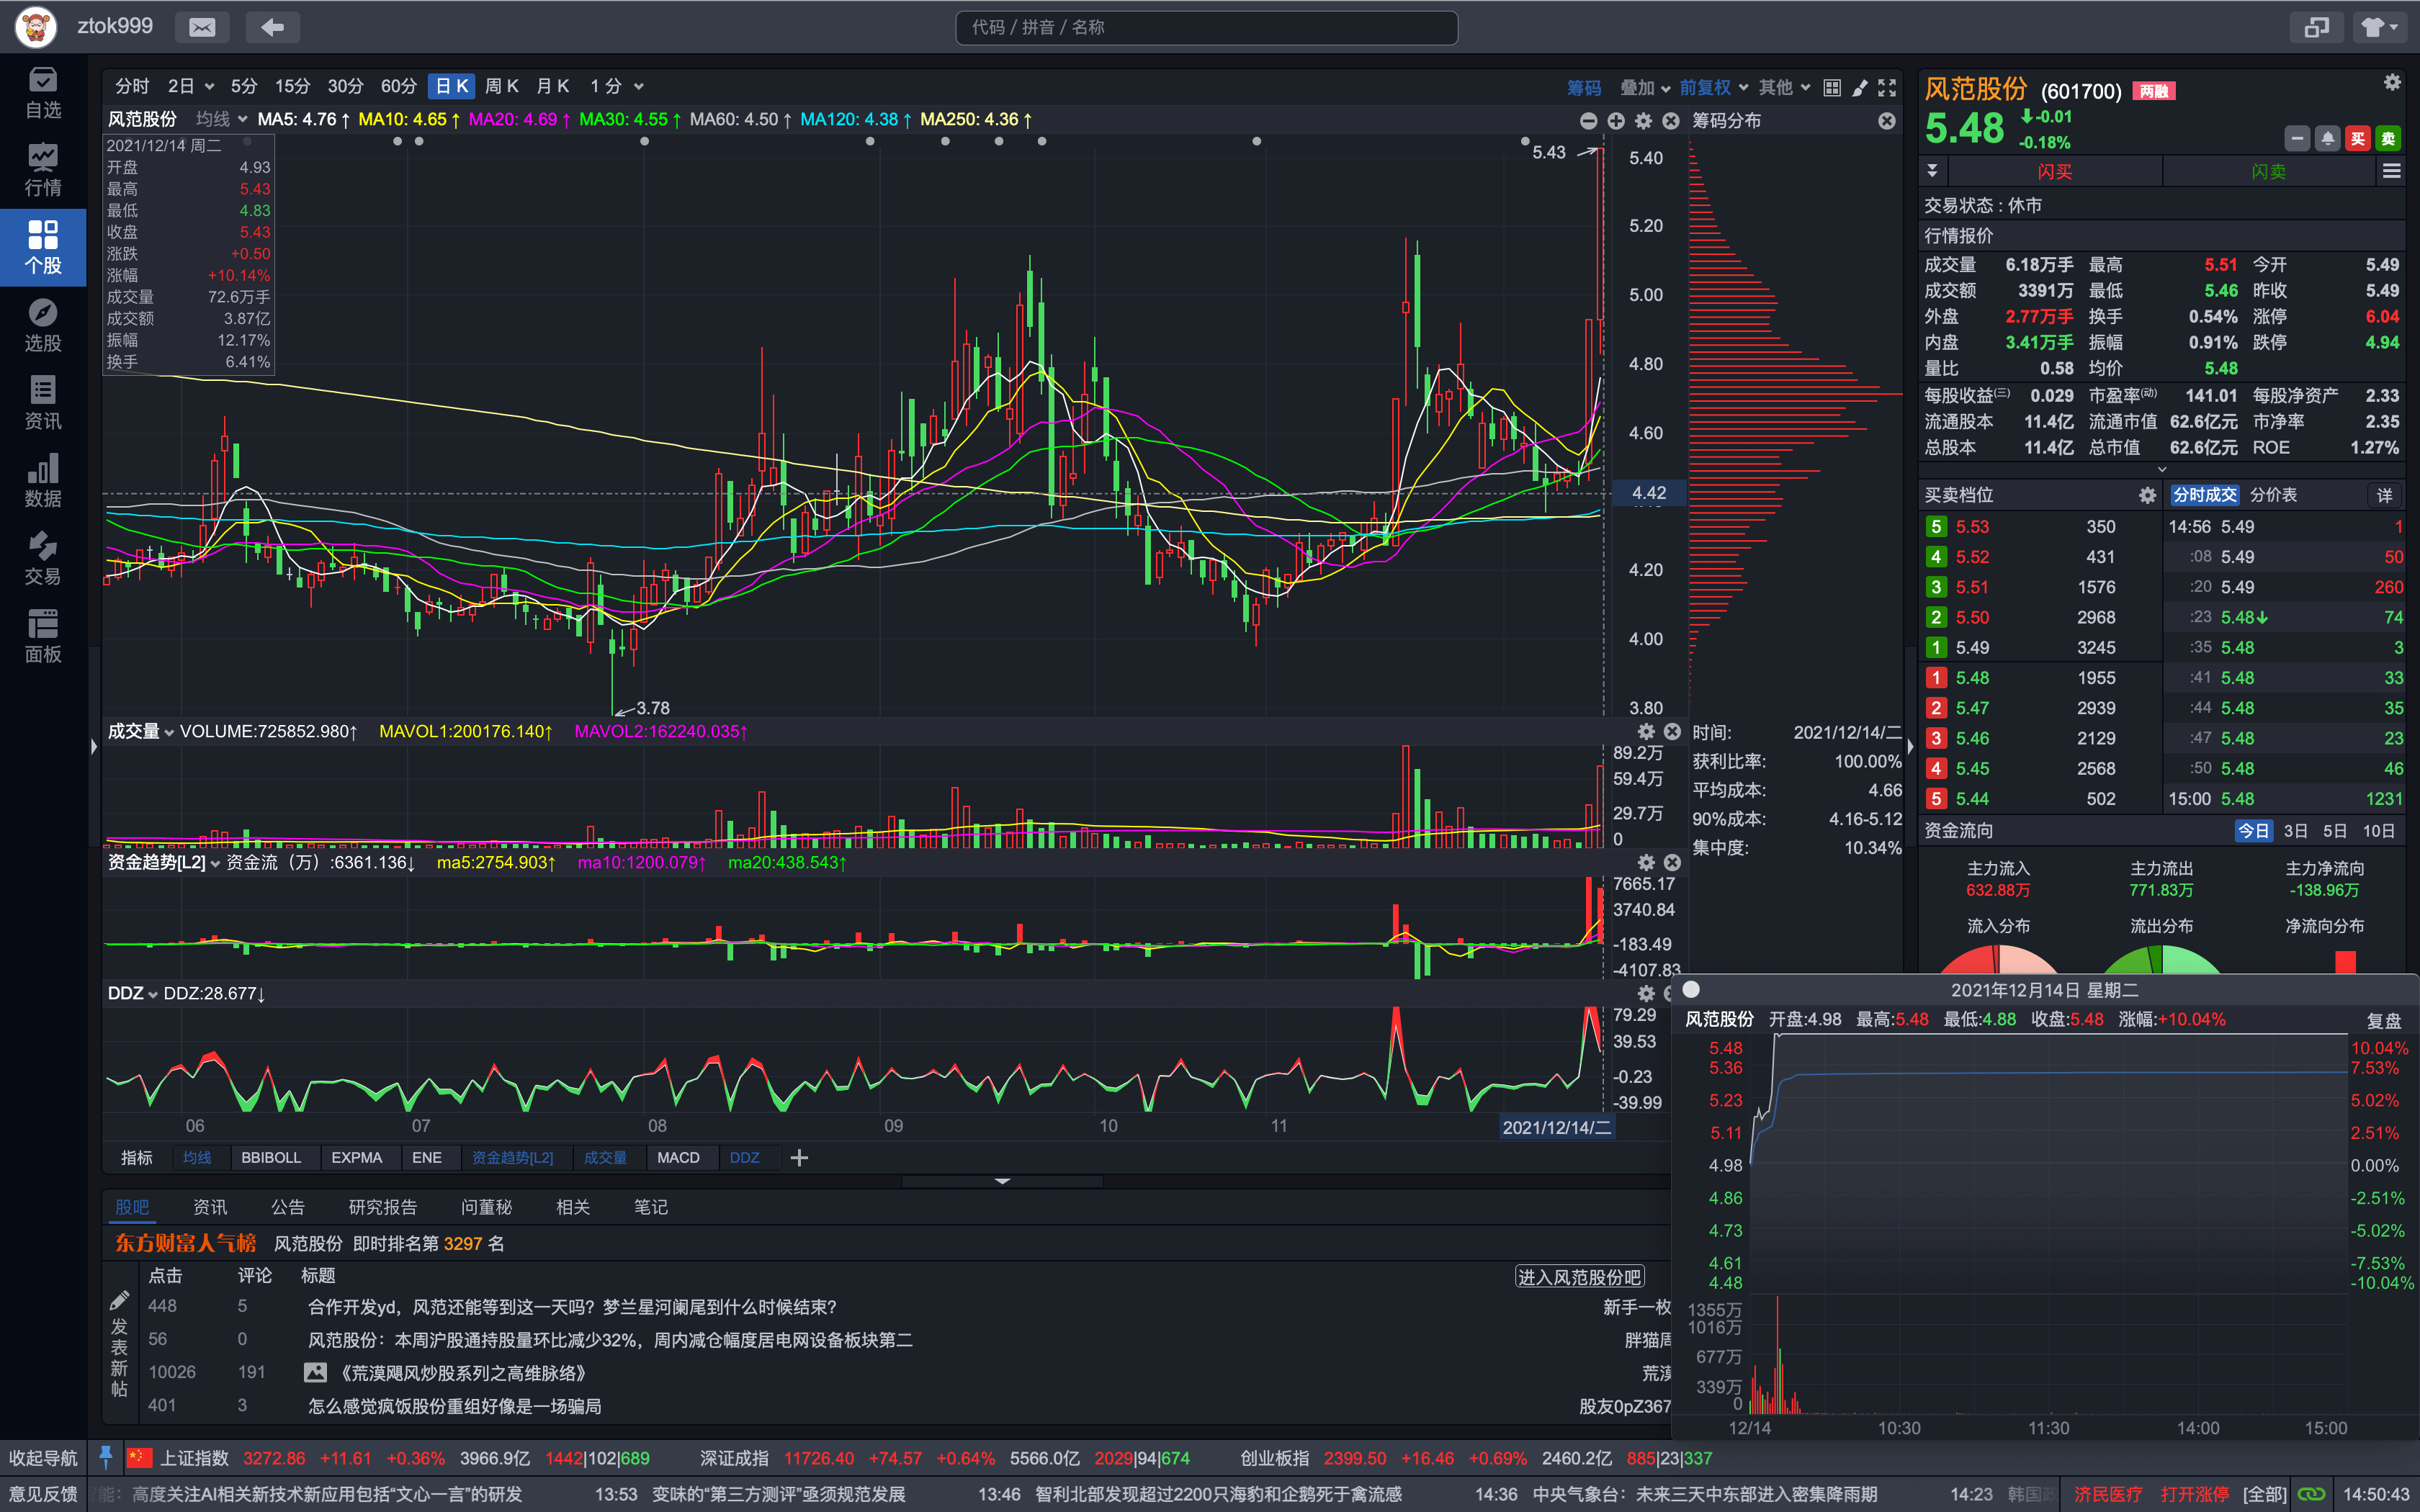 ztok999
代码 / 拼音 / 名称
自选
行情
个股
选股
资讯
数据
交易
面板
分时 2日 5分 15分 30分 60分 日K 周K 月K 1分
筹码 叠加 前复权 其他
风范股份 均线 MA5: 4.76↑ MA10: 4.65↑ MA20: 4.69↑ MA30: 4.55↑ MA60: 4.50↑ MA120: 4.38↑ MA250: 4.36↑
筹码分布
2021/12/14 周二
开盘 4.93
最高 5.43
最低 4.83
收盘 5.43
涨跌 +0.50
涨幅 +10.14%
成交量 72.6万手
成交额 3.87亿
振幅 12.17%
换手 6.41%
5.43
3.78
5.40
5.20
5.00
4.80
4.60
4.42
4.20
4.00
3.80
成交量 VOLUME:725852.980↑ MAVOL1:200176.140↑ MAVOL2:162240.035↑
89.2万
59.4万
29.7万
0
时间: 2021/12/14/二
获利比率: 100.00%
平均成本: 4.66
90%成本: 4.16-5.12
集中度: 10.34%
资金趋势[L2] 资金流（万）:6361.136↓ ma5:2754.903↑ ma10:1200.079↑ ma20:438.543↑
7665.17
3740.84
-183.49
-4107.83
DDZ DDZ:28.677↓
79.29
39.53
-0.23
-39.99
06 07 08 09 10 11 2021/12/14/二
指标 均线 BBIBOLL EXPMA ENE 资金趋势[L2] 成交量 MACD DDZ
股吧 资讯 公告 研究报告 问董秘 相关 笔记
东方财富人气榜 风范股份 即时排名第 3297 名
点击 评论 标题
进入风范股份吧
发表新帖
448 5 合作开发yd，风范还能等到这一天吗？梦兰星河阑尾到什么时候结束？ 新手一枚
56 0 风范股份：本周沪股通持股量环比减少32%，周内减仓幅度居电网设备板块第二 胖猫
10026 191 《荒漠飓风炒股系列之高维脉络》 荒漠
401 3 怎么感觉疯饭股份重组好像是一场骗局 股友0pZ367
风范股份 (601700) 两融
5.48 -0.01
-0.18%
买 卖
闪买 闪卖
交易状态 : 休市
行情报价
成交量 6.18万手 最高 5.51 今开 5.49
成交额 3391万 最低 5.46 昨收 5.49
外盘 2.77万手 换手 0.54% 涨停 6.04
内盘 3.41万手 振幅 0.91% 跌停 4.94
量比 0.58 均价 5.48
每股收益(三) 0.029 市盈率(动) 141.01 每股净资产 2.33
流通股本 11.4亿 流通市值 62.6亿元 市净率 2.35
总股本 11.4亿 总市值 62.6亿元 ROE 1.27%
买卖档位 分时成交 分价表 详
5 5.53 350 14:56 5.49 1
4 5.52 431 :08 5.49 50
3 5.51 1576 :20 5.49 260
2 5.50 2968 :23 5.48↓ 74
1 5.49 3245 :35 5.48 3
1 5.48 1955 :41 5.48 33
2 5.47 2939 :44 5.48 35
3 5.46 2129 :47 5.48 23
4 5.45 2568 :50 5.48 46
5 5.44 502 15:00 5.48 1231
资金流向 今日 3日 5日 10日
主力流入 主力流出 主力净流向
632.88万 771.83万 -138.96万
流入分布 流出分布 净流向分布
2021年12月14日 星期二
风范股份 开盘:4.98 最高:5.48 最低:4.88 收盘:5.48 涨幅:+10.04% 复盘
5.48 10.04%
5.36 7.53%
5.23 5.02%
5.11 2.51%
4.98 0.00%
4.86 -2.51%
4.73 -5.02%
4.61 -7.53%
4.48 -10.04%
1355万
1016万
677万
339万
0
12/14 10:30 11:30 14:00 15:00
收起导航 上证指数 3272.86 +11.61 +0.36% 3966.9亿 1442|102|689 深证成指 11726.40 +74.57 +0.64% 5566.0亿 2029|94|674 创业板指 2399.50 +16.46 +0.69% 2460.2亿 885|23|337
意见反馈 智能：高度关注AI相关新技术新应用包括“文心一言”的研发 13:53 变味的“第三方测评”亟须规范发展 13:46 智利北部发现超过2200只海豹和企鹅死于禽流感 14:36 中央气象台：未来三天中东部进入密集降雨期 14:23 韩国 济民医疗 打开涨停 [全部] 14:50:43